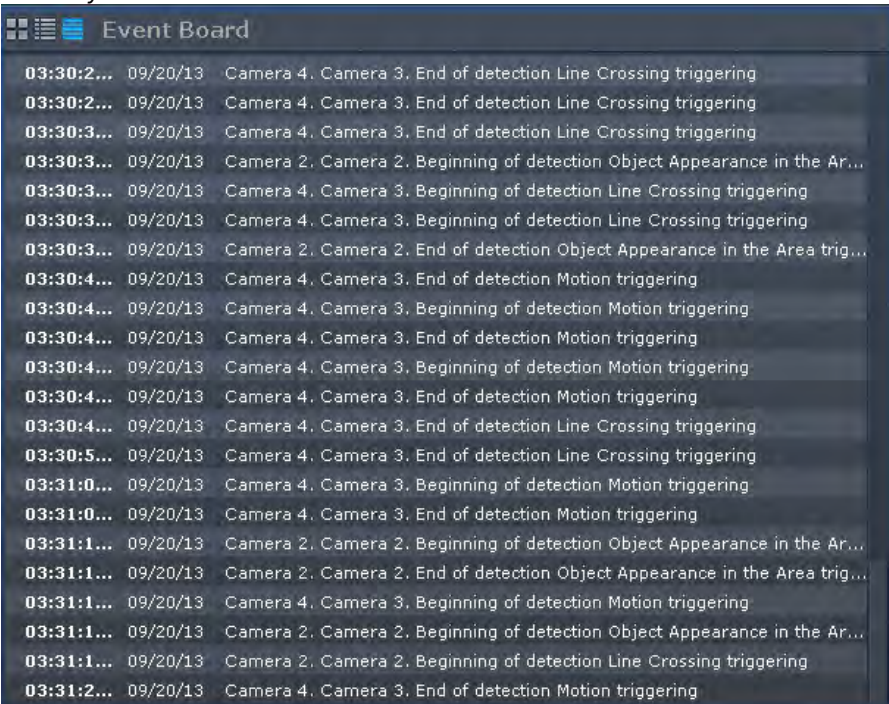 Event Board
03:30:2... 09/20/13 Camera 4. Camera 3. End of detection Line Crossing triggering
03:30:2... 09/20/13 Camera 4. Camera 3. End of detection Line Crossing triggering
03:30:3... 09/20/13 Camera 4. Camera 3. End of detection Line Crossing triggering
03:30:3... 09/20/13 Camera 2. Camera 2. Beginning of detection Object Appearance in the Ar...
03:30:3... 09/20/13 Camera 4. Camera 3. Beginning of detection Line Crossing triggering
03:30:3... 09/20/13 Camera 4. Camera 3. Beginning of detection Line Crossing triggering
03:30:3... 09/20/13 Camera 2. Camera 2. End of detection Object Appearance in the Area trig...
03:30:4... 09/20/13 Camera 4. Camera 3. End of detection Motion triggering
03:30:4... 09/20/13 Camera 4. Camera 3. Beginning of detection Motion triggering
03:30:4... 09/20/13 Camera 4. Camera 3. End of detection Motion triggering
03:30:4... 09/20/13 Camera 4. Camera 3. Beginning of detection Motion triggering
03:30:4... 09/20/13 Camera 4. Camera 3. End of detection Motion triggering
03:30:4... 09/20/13 Camera 4. Camera 3. End of detection Line Crossing triggering
03:30:5... 09/20/13 Camera 4. Camera 3. End of detection Line Crossing triggering
03:31:0... 09/20/13 Camera 4. Camera 3. Beginning of detection Motion triggering
03:31:0... 09/20/13 Camera 4. Camera 3. End of detection Motion triggering
03:31:1... 09/20/13 Camera 2. Camera 2. Beginning of detection Object Appearance in the Ar...
03:31:1... 09/20/13 Camera 2. Camera 2. End of detection Object Appearance in the Area trig...
03:31:1... 09/20/13 Camera 4. Camera 3. Beginning of detection Motion triggering
03:31:1... 09/20/13 Camera 2. Camera 2. Beginning of detection Object Appearance in the Ar...
03:31:1... 09/20/13 Camera 2. Camera 2. Beginning of detection Line Crossing triggering
03:31:2... 09/20/13 Camera 4. Camera 3. End of detection Motion triggering